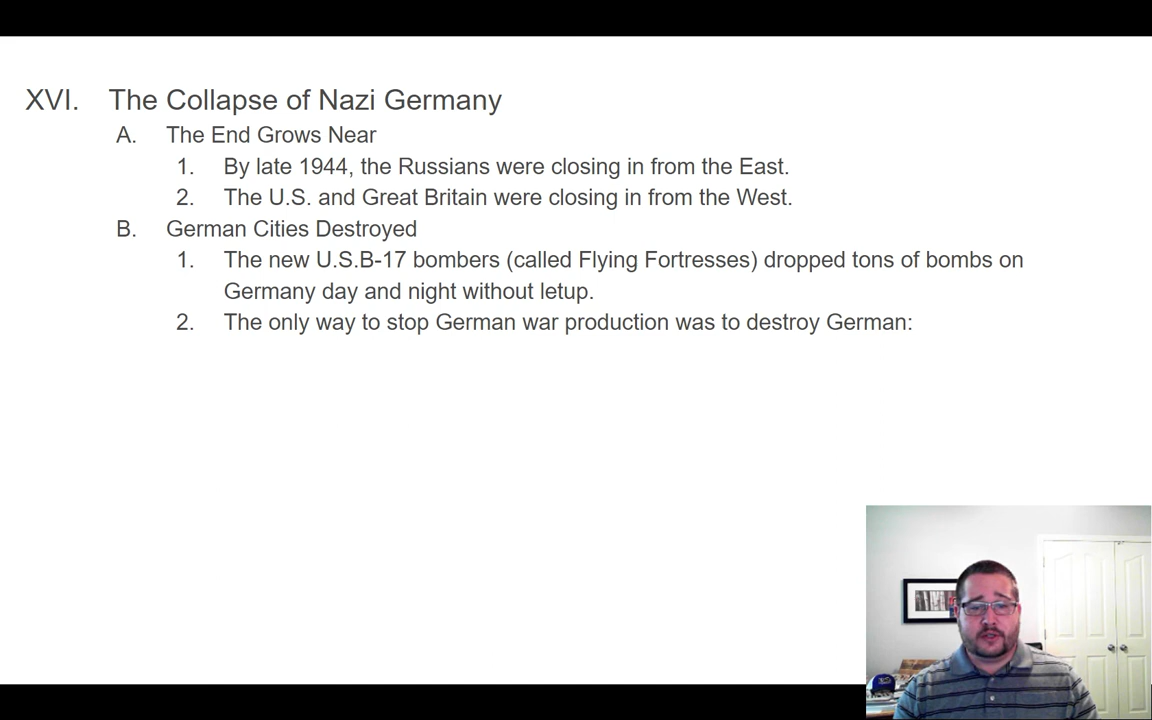 XVI. The Collapse of Nazi Germany
A. The End Grows Near
1. By late 1944, the Russians were closing in from the East.
2. The U.S. and Great Britain were closing in from the West.
B. German Cities Destroyed
1. The new U.S.B-17 bombers (called Flying Fortresses) dropped tons of bombs on
Germany day and night without letup.
2. The only way to stop German war production was to destroy German: